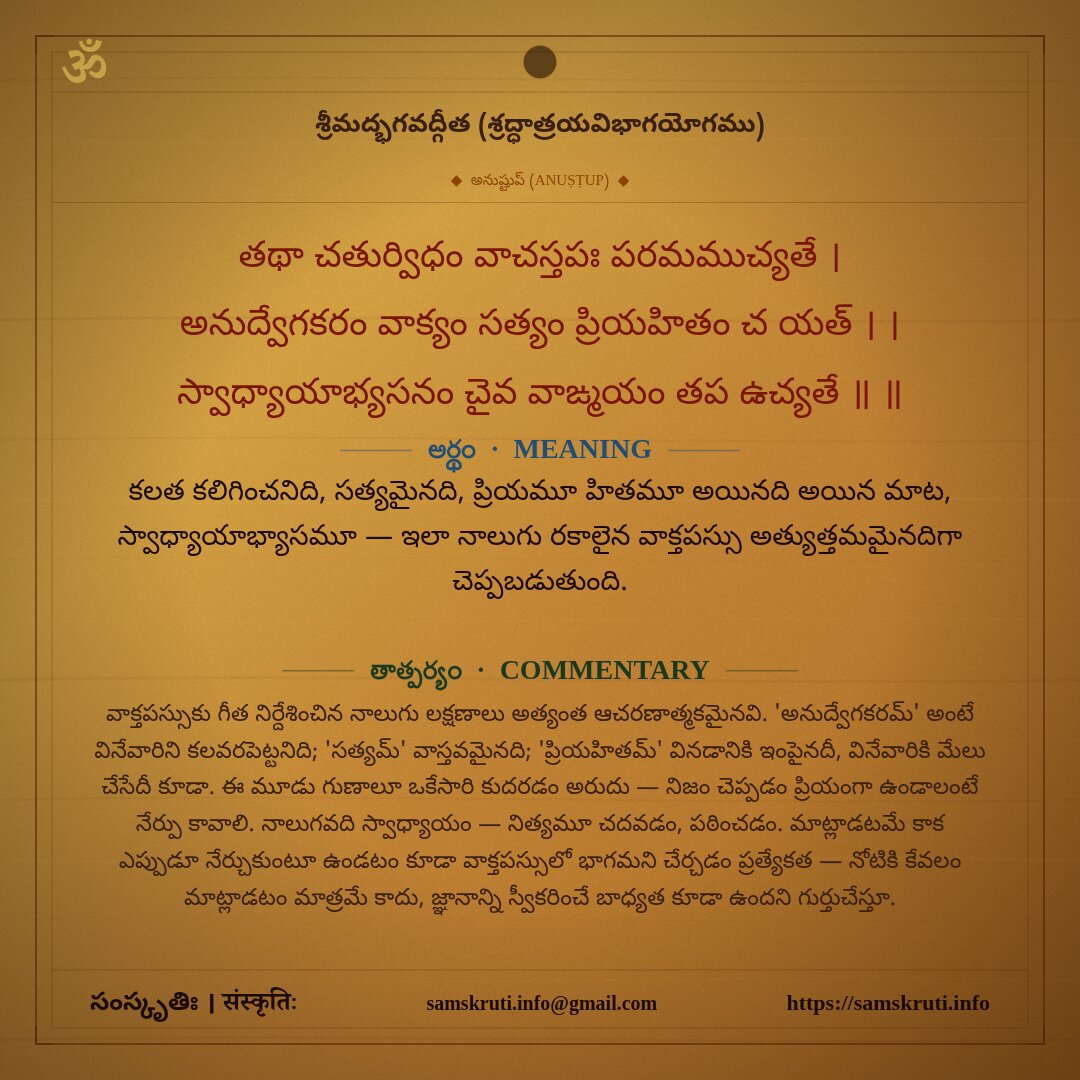 ॐ
శ్రీమద్భగవద్గీత (శ్రద్ధాత్రయవిభాగయోగము)
◆ అనుష్టుప్ (ANUṢṬUP) ◆
తథా చతుర్విధం వాచస్తపః పరమముచ్యతే |
అనుద్వేగకరం వాక్యం సత్యం ప్రియహితం చ యత్ | |
స్వాధ్యాయాభ్యసనం చైవ వాఙ్మయం తప ఉచ్యతే ॥ ॥
అర్థం · MEANING
కలత కలిగించనిది, సత్యమైనది, ప్రియమూ హితమూ అయినది అయిన మాట,
స్వాధ్యాయాభ్యాసమూ — ఇలా నాలుగు రకాలైన వాక్తపస్సు అత్యుత్తమమైనదిగా
చెప్పబడుతుంది.
తాత్పర్యం · COMMENTARY
వాక్తపస్సుకు గీత నిర్దేశించిన నాలుగు లక్షణాలు అత్యంత ఆచరణాత్మకమైనవి. 'అనుద్వేగకరమ్' అంటే
వినేవారిని కలవరపెట్టనిది; 'సత్యమ్' వాస్తవమైనది; 'ప్రియహితమ్' వినడానికి ఇంపైనదీ, వినేవారికి మేలు
చేసేదీ కూడా. ఈ మూడు గుణాలూ ఒకేసారి కుదరడం అరుదు — నిజం చెప్పడం ప్రియంగా ఉండాలంటే
నేర్పు కావాలి. నాలుగవది స్వాధ్యాయం — నిత్యమూ చదవడం, పఠించడం. మాట్లాడటమే కాక
ఎప్పుడూ నేర్చుకుంటూ ఉండటం కూడా వాక్తపస్సులో భాగమని చేర్చడం ప్రత్యేకత — నోటికి కేవలం
మాట్లాడటం మాత్రమే కాదు, జ్ఞానాన్ని స్వీకరించే బాధ్యత కూడా ఉందని గుర్తుచేస్తూ.
సంస్కృతిః | संस्कृतिः samskruti.info@gmail.com https://samskruti.info